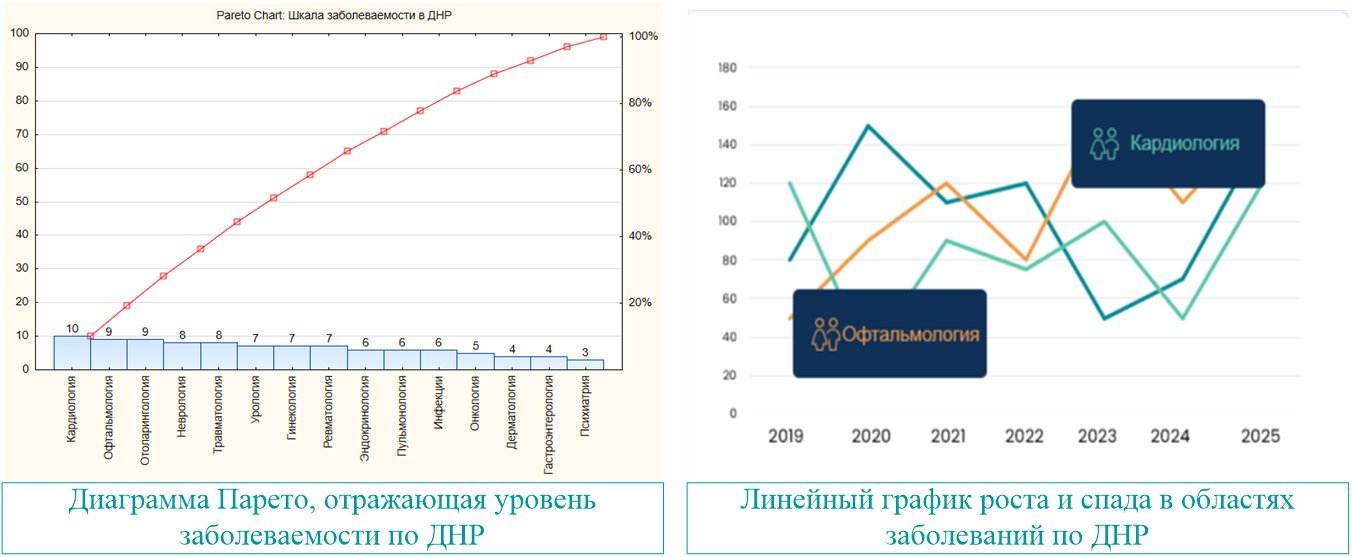 Pareto Chart: Шкала заболеваемости в ДНР
100
90
80
70
60
50
40
30
20
10
0
100%
80%
60%
40%
20%
10
9
9
8
8
7
7
7
6
6
6
5
4
4
3
Кардиология
Офтальмология
Отоларингология
Неврология
Травматология
Урология
Гинекология
Ревматология
Эндокринология
Пульмонология
Инфекции
Онкология
Дерматология
Гастроэнтерология
Психиатрия
Диаграмма Парето, отражающая уровень
заболеваемости по ДНР
180
160
140
120
100
80
60
40
20
0
Кардиология
Офтальмология
2019
2020
2021
2022
2023
2024
2025
Линейный график роста и спада в областях
заболеваний по ДНР